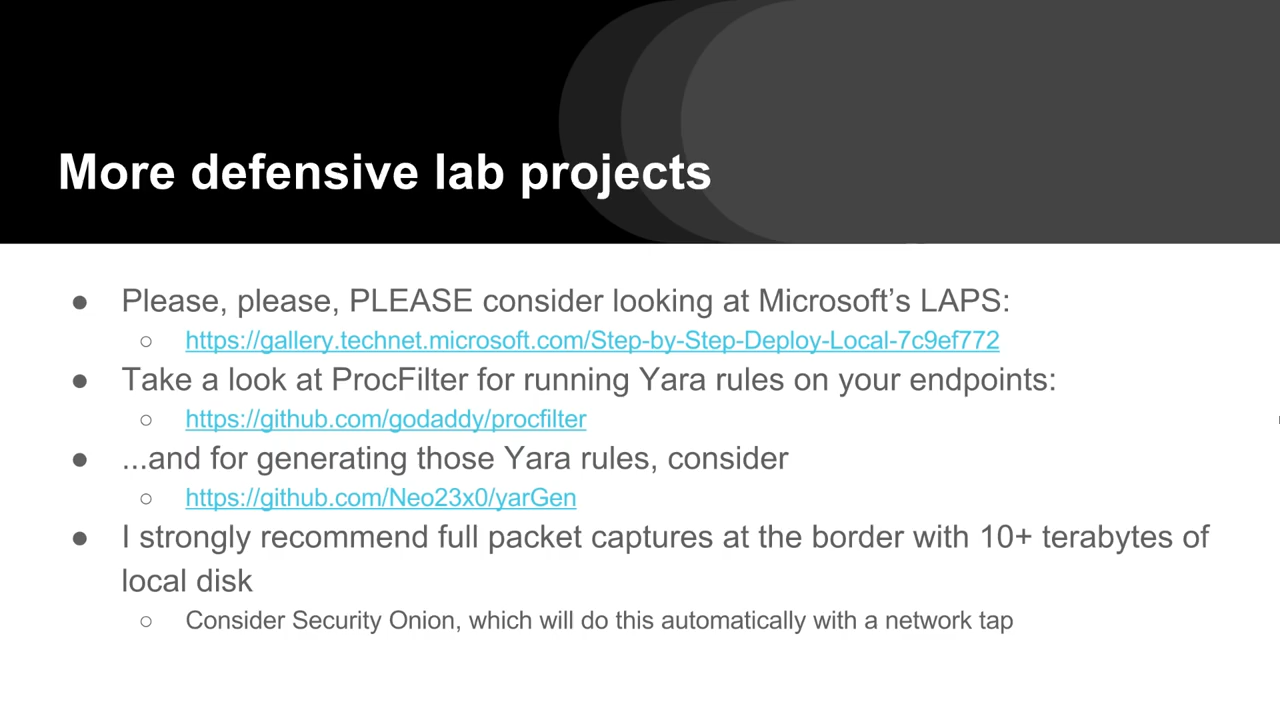 More defensive lab projects
● Please, please, PLEASE consider looking at Microsoft’s LAPS:
○ https://gallery.technet.microsoft.com/Step-by-Step-Deploy-Local-7c9ef772
● Take a look at ProcFilter for running Yara rules on your endpoints:
○ https://github.com/godaddy/procfilter
● ...and for generating those Yara rules, consider
○ https://github.com/Neo23x0/yarGen
● I strongly recommend full packet captures at the border with 10+ terabytes of
local disk
○ Consider Security Onion, which will do this automatically with a network tap